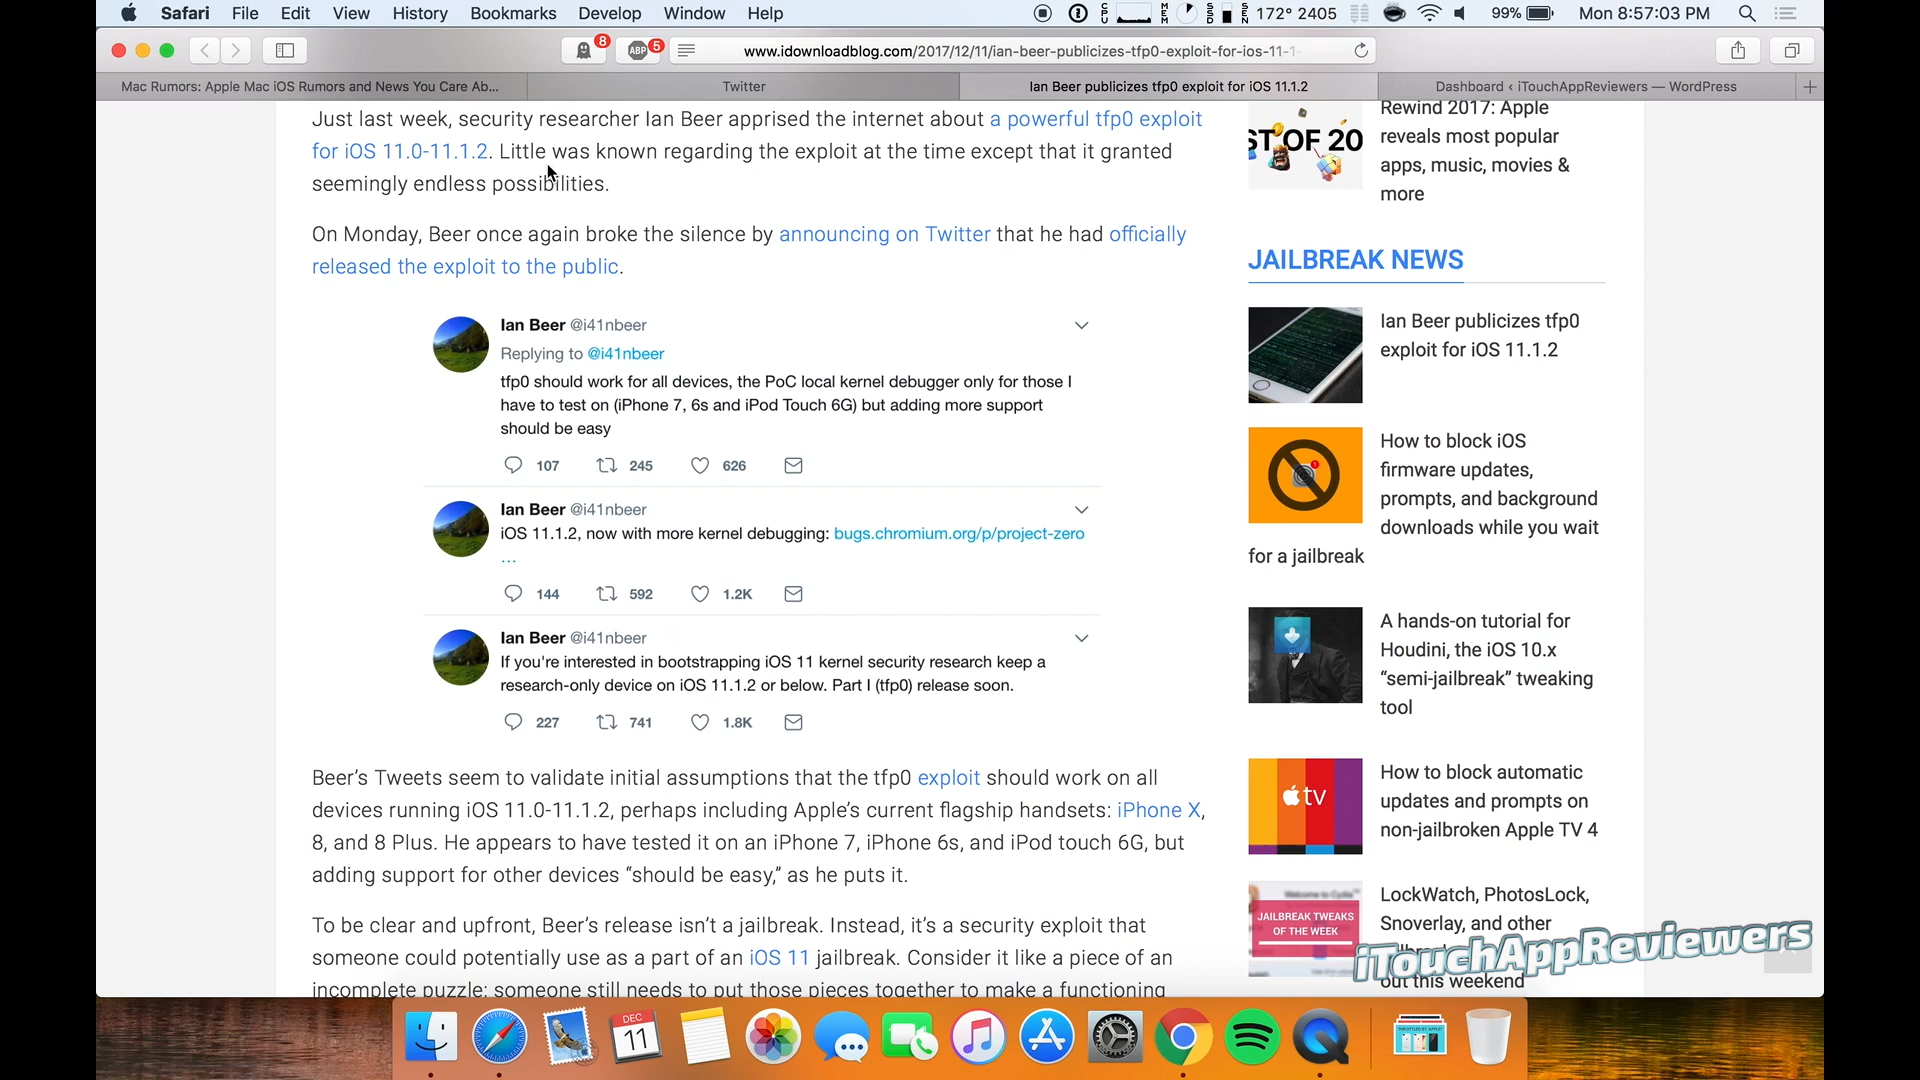 Safari File Edit View History Bookmarks Develop Window Help
CPU MEM SSD SEN 172° 2405 99% Mon 8:57:03 PM
8 ABP 5 www.idownloadblog.com/2017/12/11/ian-beer-publicizes-tfp0-exploit-for-ios-11-1-
Mac Rumors: Apple Mac iOS Rumors and News You Care Ab... Twitter Ian Beer publicizes tfp0 exploit for iOS 11.1.2 Dashboard ‹ iTouchAppReviewers — WordPress
Just last week, security researcher Ian Beer apprised the internet about a powerful tfp0 exploit
for iOS 11.0-11.1.2. Little was known regarding the exploit at the time except that it granted
seemingly endless possibilities.
On Monday, Beer once again broke the silence by announcing on Twitter that he had officially
released the exploit to the public.
Ian Beer @i41nbeer
Replying to @i41nbeer
tfp0 should work for all devices, the PoC local kernel debugger only for those I
have to test on (iPhone 7, 6s and iPod Touch 6G) but adding more support
should be easy
107 245 626
Ian Beer @i41nbeer
iOS 11.1.2, now with more kernel debugging: bugs.chromium.org/p/project-zero
...
144 592 1.2K
Ian Beer @i41nbeer
If you're interested in bootstrapping iOS 11 kernel security research keep a
research-only device on iOS 11.1.2 or below. Part I (tfp0) release soon.
227 741 1.8K
Beer's Tweets seem to validate initial assumptions that the tfp0 exploit should work on all
devices running iOS 11.0-11.1.2, perhaps including Apple's current flagship handsets: iPhone X,
8, and 8 Plus. He appears to have tested it on an iPhone 7, iPhone 6s, and iPod touch 6G, but
adding support for other devices “should be easy,” as he puts it.
To be clear and upfront, Beer's release isn't a jailbreak. Instead, it's a security exploit that
someone could potentially use as a part of an iOS 11 jailbreak. Consider it like a piece of an
incomplete puzzle; someone still needs to put those pieces together to make a functioning
ST OF 20
Rewind 2017: Apple
reveals most popular
apps, music, movies &
more
JAILBREAK NEWS
Ian Beer publicizes tfp0
exploit for iOS 11.1.2
How to block iOS
firmware updates,
prompts, and background
downloads while you wait
for a jailbreak
A hands-on tutorial for
Houdini, the iOS 10.x
“semi-jailbreak” tweaking
tool
tv
How to block automatic
updates and prompts on
non-jailbroken Apple TV 4
Welcome to Cydia
JAILBREAK TWEAKS
OF THE WEEK
LockWatch, PhotosLock,
Snoverlay, and other
out this weekend
iTouchAppReviewers
DEC
11
THROTTLED BY APPLE?